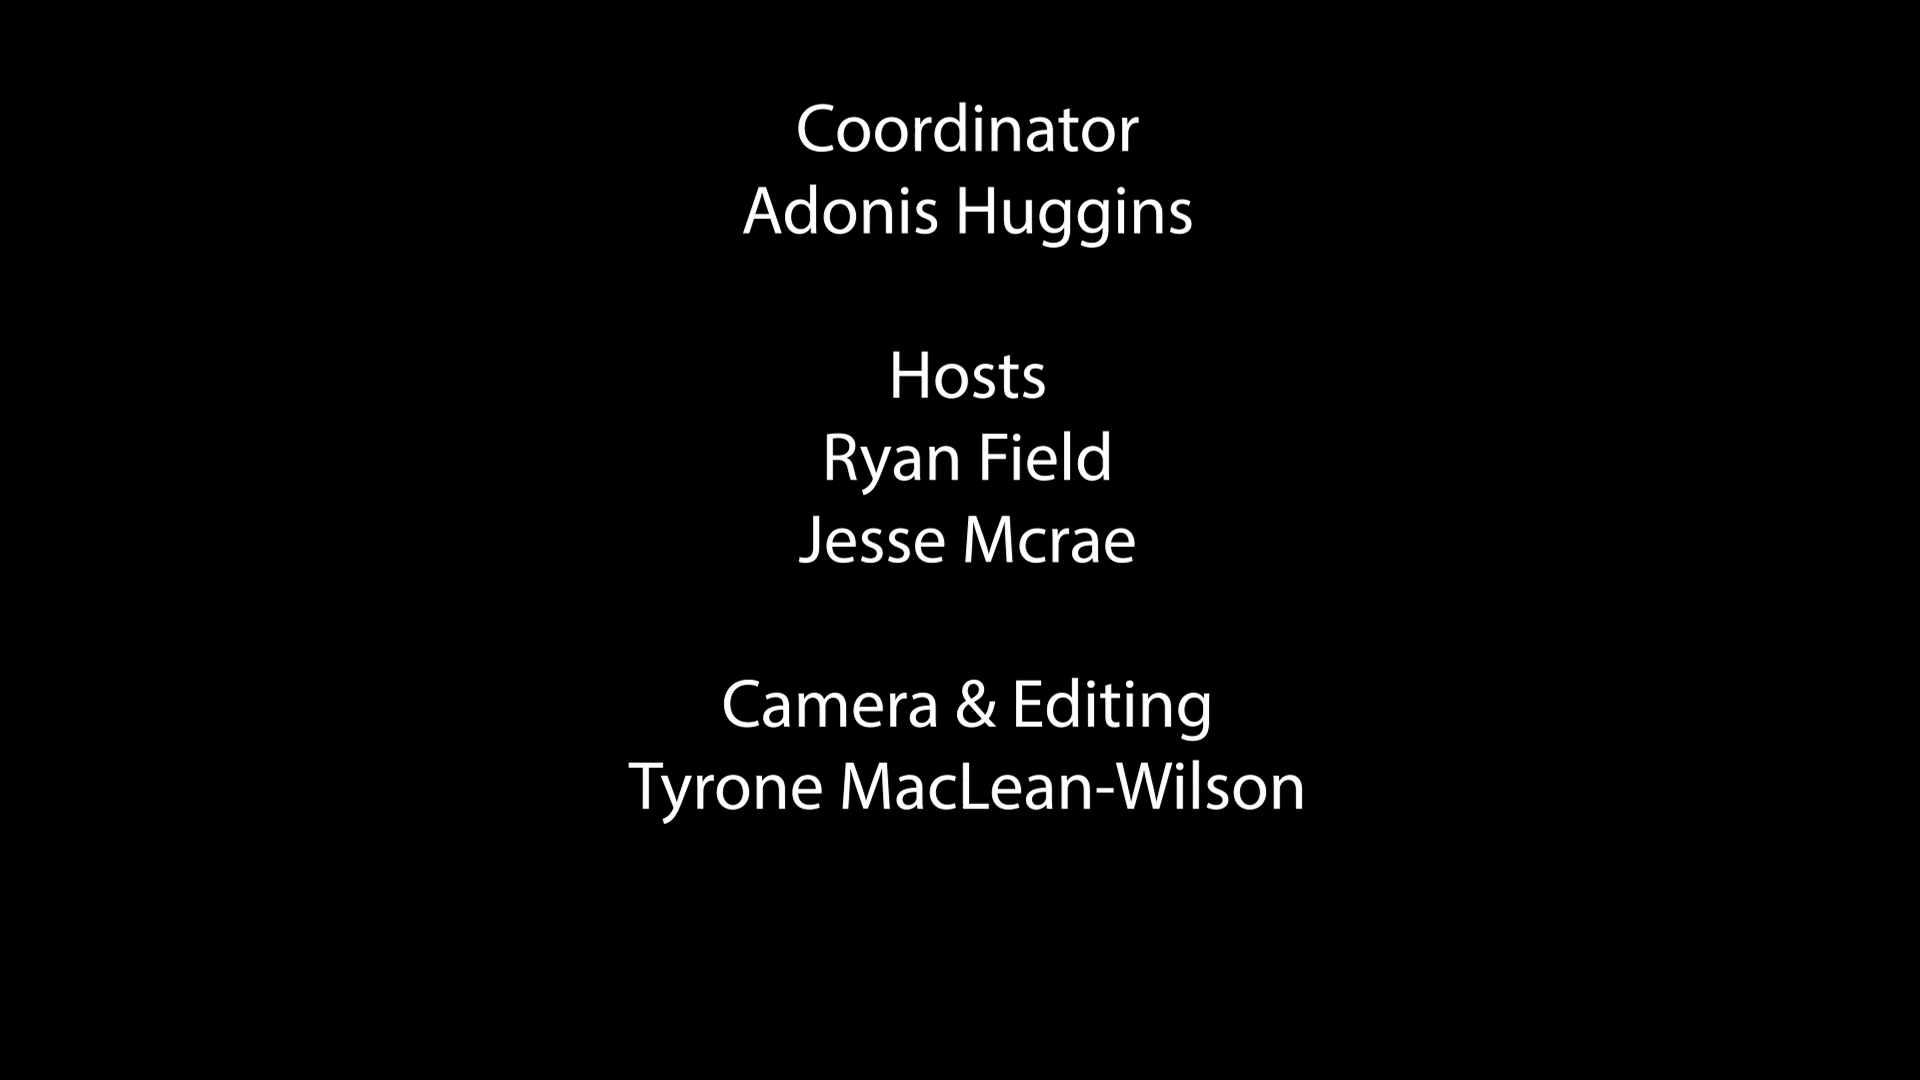 Coordinator
Adonis Huggins
Hosts
Ryan Field
Jesse Mcrae
Camera & Editing
Tyrone MacLean-Wilson